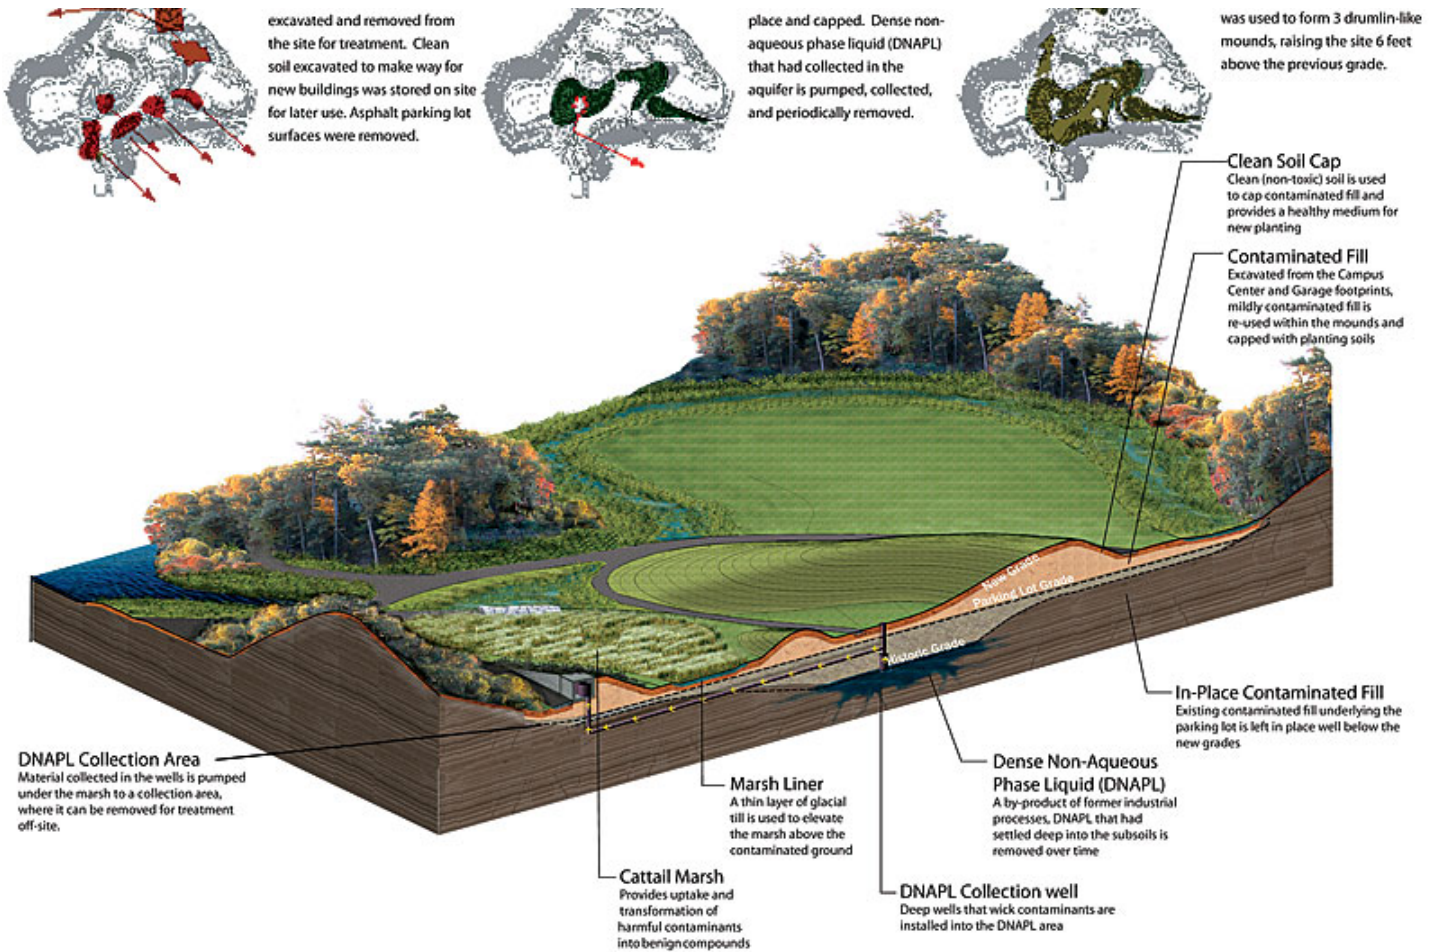 excavated and removed from
the site for treatment. Clean
soil excavated to make way for
new buildings was stored on site
for later use. Asphalt parking lot
surfaces were removed.
place and capped. Dense non-
aqueous phase liquid (DNAPL)
that had collected in the
aquifer is pumped, collected,
and periodically removed.
was used to form 3 drumlin-like
mounds, raising the site 6 feet
above the previous grade.
Clean Soil Cap
Clean (non-toxic) soil is used
to cap contaminated fill and
provides a healthy medium for
new planting
Contaminated Fill
Excavated from the Campus
Center and Garage footprints,
mildly contaminated fill is
re-used within the mounds and
capped with planting soils
New Grade
Parking Lot Grade
Historic Grade
In-Place Contaminated Fill
Existing contaminated fill underlying the
parking lot is left in place well below the
new grades
DNAPL Collection Area
Material collected in the wells is pumped
under the marsh to a collection area,
where it can be removed for treatment
off-site.
Marsh Liner
A thin layer of glacial
till is used to elevate
the marsh above the
contaminated ground
Dense Non-Aqueous
Phase Liquid (DNAPL)
A by-product of former industrial
processes, DNAPL that had
settled deep into the subsoils is
removed over time
Cattail Marsh
Provides uptake and
transformation of
harmful contaminants
into benign compounds
DNAPL Collection well
Deep wells that wick contaminants are
installed into the DNAPL area